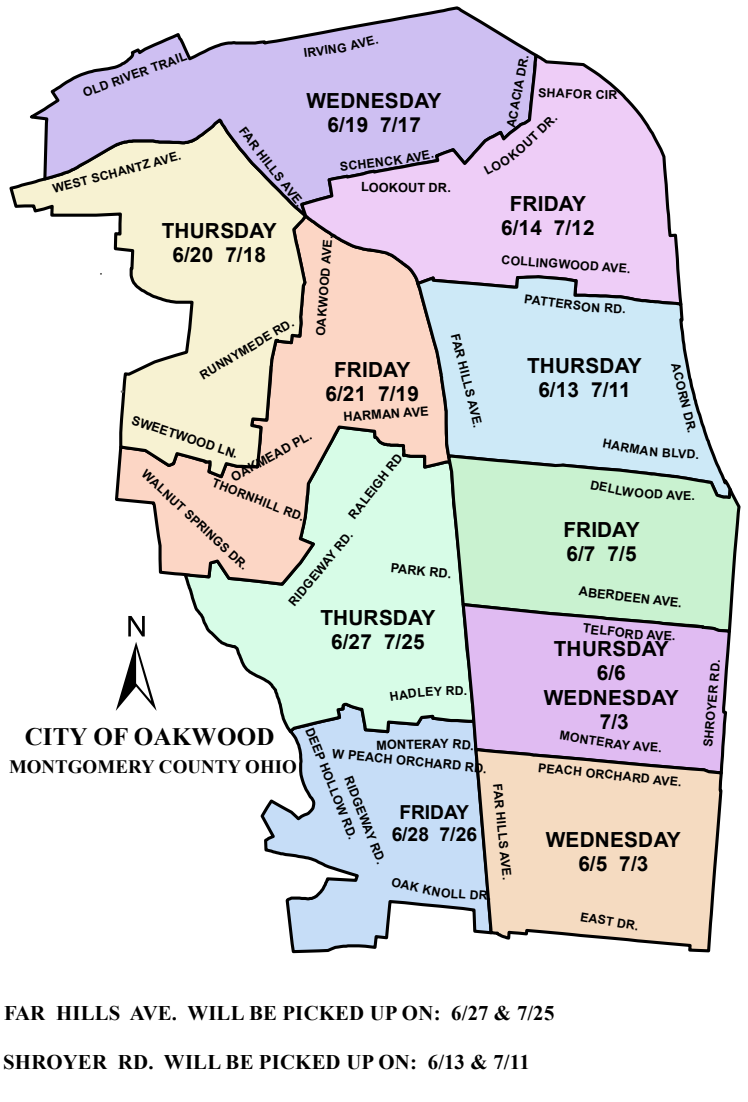 OLD RIVER TRAIL
IRVING AVE.
ACACIA DR.
WEDNESDAY
6/19 7/17
FAR HILLS AVE.
SCHENCK AVE.
SHAFOR CIR
LOOKOUT DR.
LOOKOUT DR.
FRIDAY
6/14 7/12
COLLINGWOOD AVE.
WEST SCHANTZ AVE.
THURSDAY
6/20 7/18
RUNNYMEDE RD.
SWEETWOOD LN.
OAKWOOD AVE.
FRIDAY
6/21 7/19
HARMAN AVE
OAKMEAD PL.
THORNHILL RD.
WALNUT SPRINGS DR.
PATTERSON RD.
FAR HILLS AVE.
THURSDAY
6/13 7/11
ACORN DR.
HARMAN BLVD.
DELLWOOD AVE.
FRIDAY
6/7 7/5
ABERDEEN AVE.
RALEIGH RD
RIDGEWAY RD.
PARK RD.
THURSDAY
6/27 7/25
HADLEY RD.
TELFORD AVE.
THURSDAY
6/6
WEDNESDAY
7/3
MONTERAY AVE.
SHROYER RD.
N
CITY OF OAKWOOD
MONTGOMERY COUNTY OHIO
MONTERAY RD.
W PEACH ORCHARD RD.
DEEP HOLLOW RD.
RIDGEWAY RD.
FRIDAY
6/28 7/26
OAK KNOLL DR
PEACH ORCHARD AVE.
FAR HILLS AVE.
WEDNESDAY
6/5 7/3
EAST DR.
FAR HILLS AVE. WILL BE PICKED UP ON: 6/27 & 7/25
SHROYER RD. WILL BE PICKED UP ON: 6/13 & 7/11